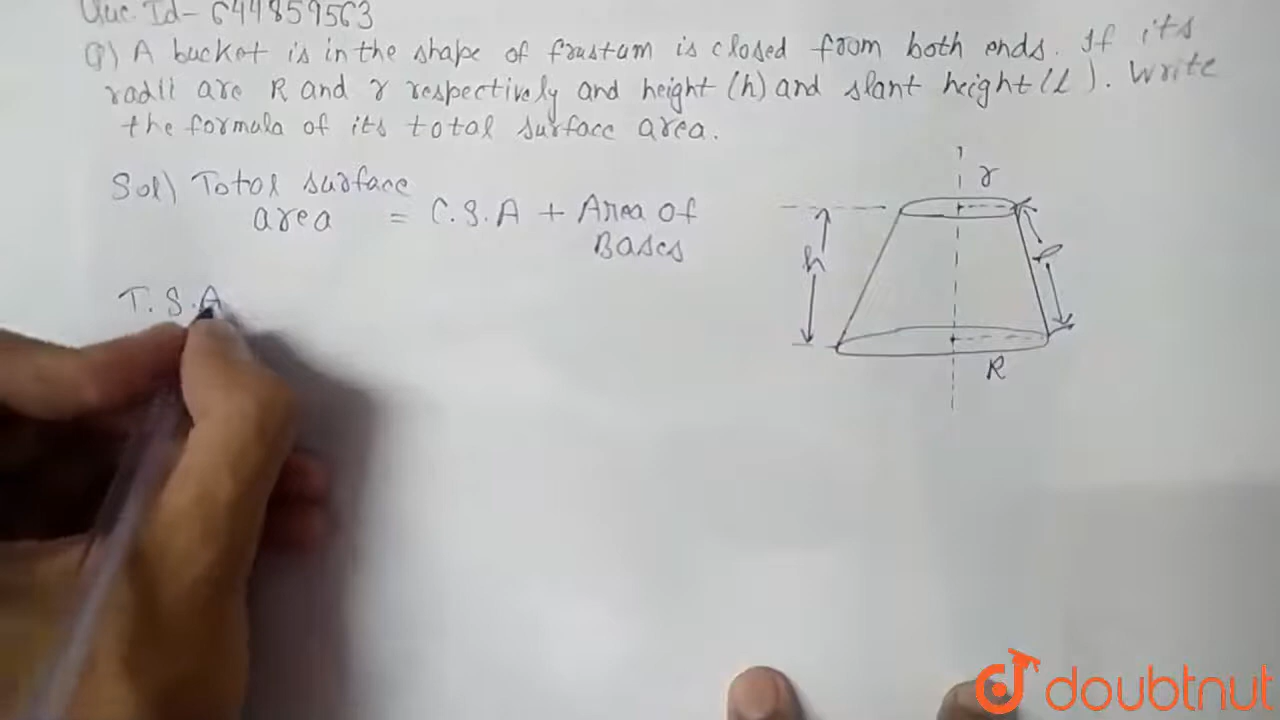 Que. Id- 644859563
Q) A bucket is in the shape of frustum is closed from both ends. If its
radii are R and r respectively and height (h) and slant height (l). Write
the formula of its total surface area.
Sol) Total surface
area = C.S.A + Area of
Bases
T.S.A
r
h
l
R
doubtnut